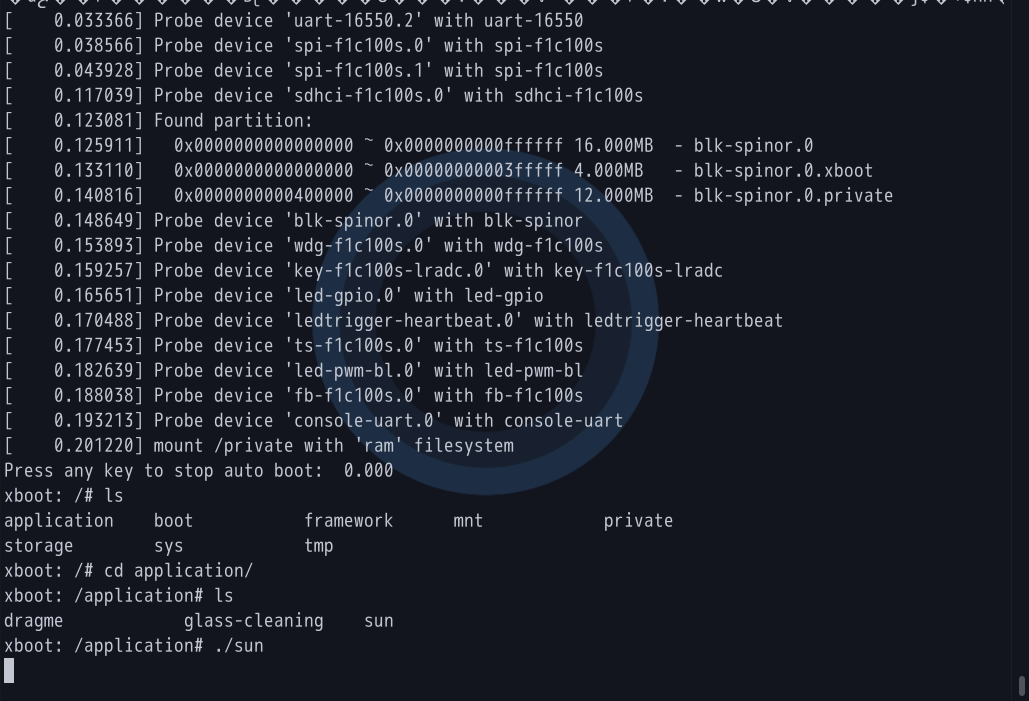 [    0.033366] Probe device 'uart-16550.2' with uart-16550
[    0.038566] Probe device 'spi-f1c100s.0' with spi-f1c100s
[    0.043928] Probe device 'spi-f1c100s.1' with spi-f1c100s
[    0.117039] Probe device 'sdhci-f1c100s.0' with sdhci-f1c100s
[    0.123081] Found partition:
[    0.125911]   0x0000000000000000 ~ 0x0000000000ffffff 16.000MB  - blk-spinor.0
[    0.133110]   0x0000000000000000 ~ 0x00000000003fffff 4.000MB   - blk-spinor.0.xboot
[    0.140816]   0x0000000000400000 ~ 0x0000000000ffffff 12.000MB  - blk-spinor.0.private
[    0.148649] Probe device 'blk-spinor.0' with blk-spinor
[    0.153893] Probe device 'wdg-f1c100s.0' with wdg-f1c100s
[    0.159257] Probe device 'key-f1c100s-lradc.0' with key-f1c100s-lradc
[    0.165651] Probe device 'led-gpio.0' with led-gpio
[    0.170488] Probe device 'ledtrigger-heartbeat.0' with ledtrigger-heartbeat
[    0.177453] Probe device 'ts-f1c100s.0' with ts-f1c100s
[    0.182639] Probe device 'led-pwm-bl.0' with led-pwm-bl
[    0.188038] Probe device 'fb-f1c100s.0' with fb-f1c100s
[    0.193213] Probe device 'console-uart.0' with console-uart
[    0.201220] mount /private with 'ram' filesystem
Press any key to stop auto boot:  0.000
xboot: /# ls
application    boot           framework      mnt            private
storage        sys            tmp
xboot: /# cd application/
xboot: /application# ls
dragme            glass-cleaning    sun
xboot: /application# ./sun